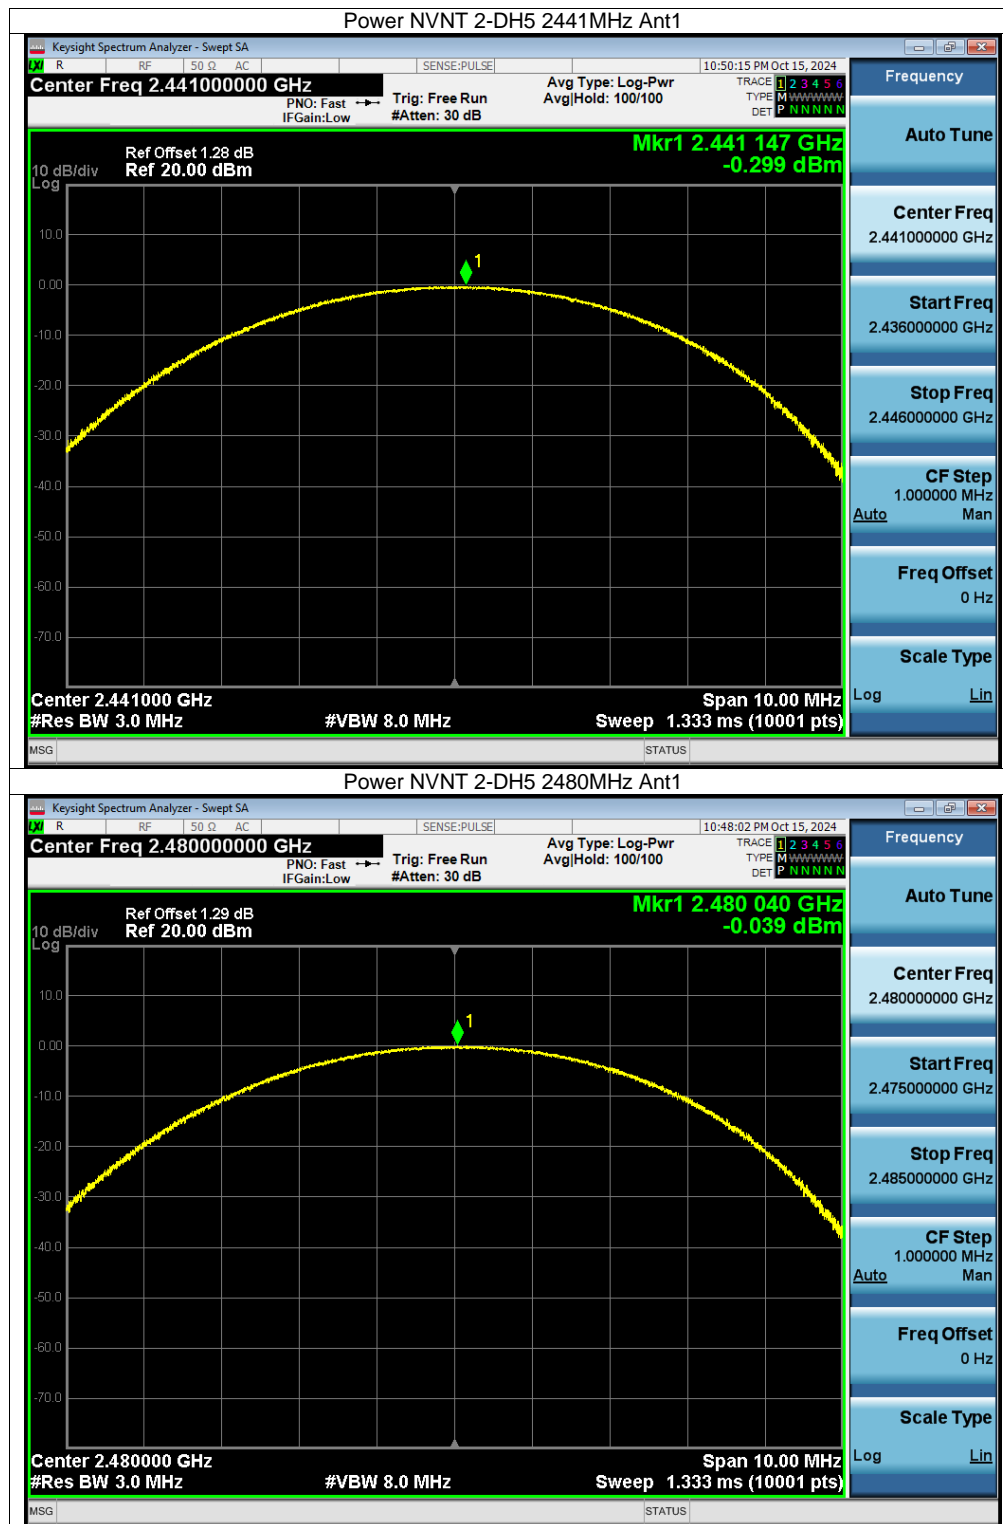 Power NVNT 2-DH5 2441MHz Ant1
Keysight Spectrum Analyzer - Swept SA
LXI R RF 50 Ω AC SENSE:PULSE 10:50:15 PM Oct 15, 2024
Center Freq 2.441000000 GHz
PNO: Fast
IFGain:Low
Trig: Free Run
#Atten: 30 dB
Avg Type: Log-Pwr
Avg|Hold: 100/100
TRACE 1 2 3 4 5 6
TYPE M WWWWW
DET P N N N N N
Mkr1 2.441 147 GHz
-0.299 dBm
Ref Offset 1.28 dB
10 dB/div Ref 20.00 dBm
Log
10.0
0.00
-10.0
-20.0
-30.0
-40.0
-50.0
-60.0
-70.0
1
Center 2.441000 GHz Span 10.00 MHz
#Res BW 3.0 MHz #VBW 8.0 MHz Sweep 1.333 ms (10001 pts)
MSG STATUS
Frequency
Auto Tune
Center Freq
2.441000000 GHz
Start Freq
2.436000000 GHz
Stop Freq
2.446000000 GHz
CF Step
1.000000 MHz
Auto Man
Freq Offset
0 Hz
Scale Type
Log Lin
Power NVNT 2-DH5 2480MHz Ant1
Keysight Spectrum Analyzer - Swept SA
LXI R RF 50 Ω AC SENSE:PULSE 10:48:02 PM Oct 15, 2024
Center Freq 2.480000000 GHz
PNO: Fast
IFGain:Low
Trig: Free Run
#Atten: 30 dB
Avg Type: Log-Pwr
Avg|Hold: 100/100
TRACE 1 2 3 4 5 6
TYPE M WWWWW
DET P N N N N N
Mkr1 2.480 040 GHz
-0.039 dBm
Ref Offset 1.29 dB
10 dB/div Ref 20.00 dBm
Log
10.0
0.00
-10.0
-20.0
-30.0
-40.0
-50.0
-60.0
-70.0
1
Center 2.480000 GHz Span 10.00 MHz
#Res BW 3.0 MHz #VBW 8.0 MHz Sweep 1.333 ms (10001 pts)
MSG STATUS
Frequency
Auto Tune
Center Freq
2.480000000 GHz
Start Freq
2.475000000 GHz
Stop Freq
2.485000000 GHz
CF Step
1.000000 MHz
Auto Man
Freq Offset
0 Hz
Scale Type
Log Lin